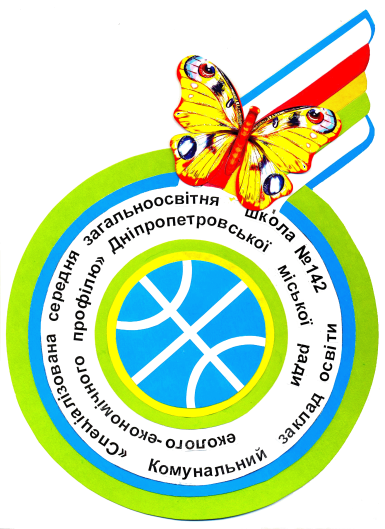 Комунальний заклад освіти
«Спеціалізована середня загальноосвітня школа №142
еколого-економічного профілю» Дніпропетровської міської ради